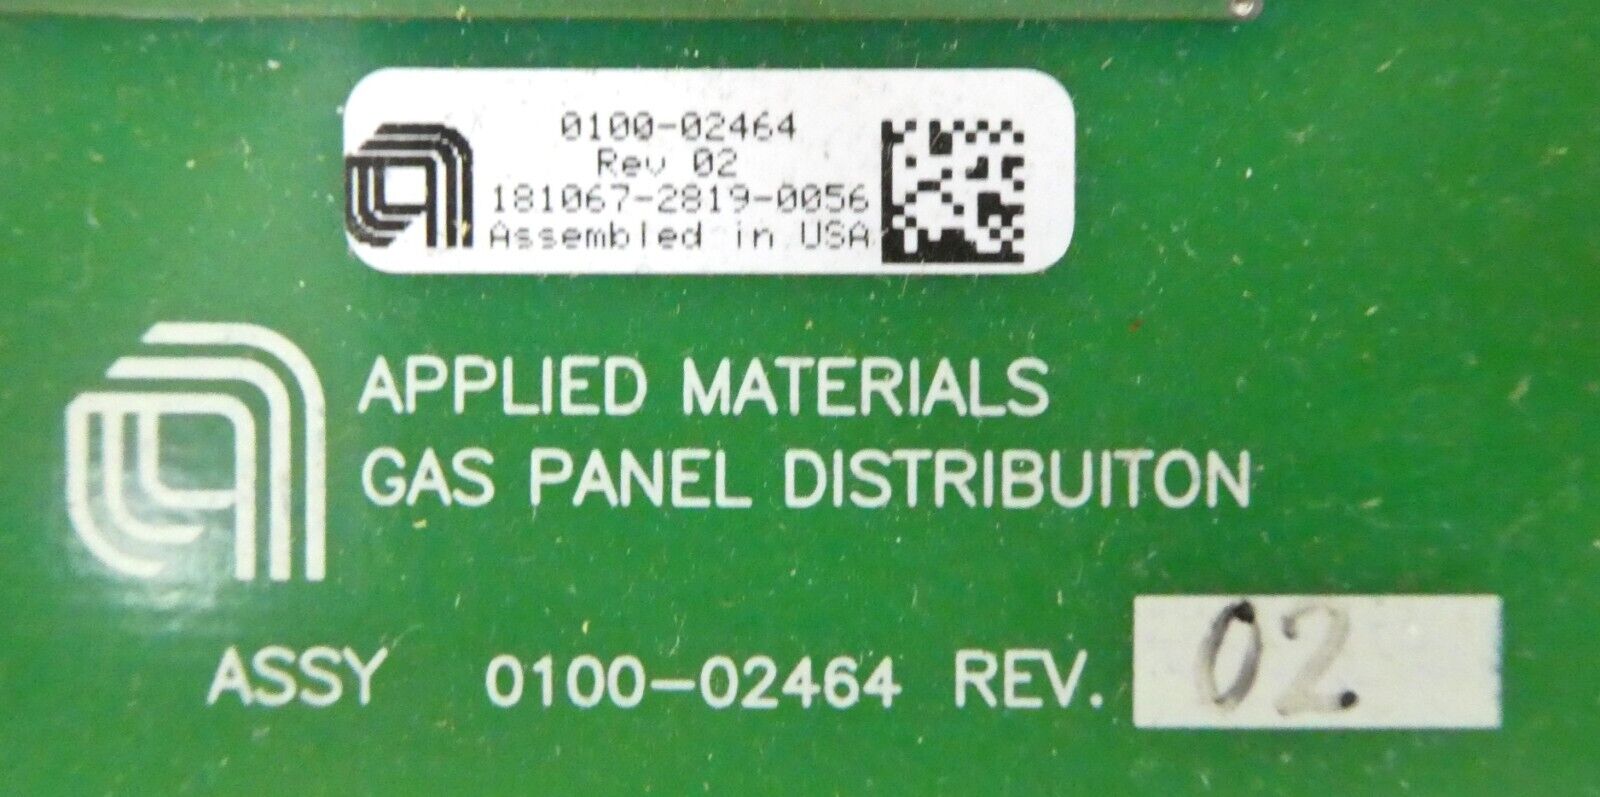 0100-02464
Rev 02
181067-2819-0056
Assembled in USA
APPLIED MATERIALS
GAS PANEL DISTRIBUITON
ASSY 0100-02464 REV. 02